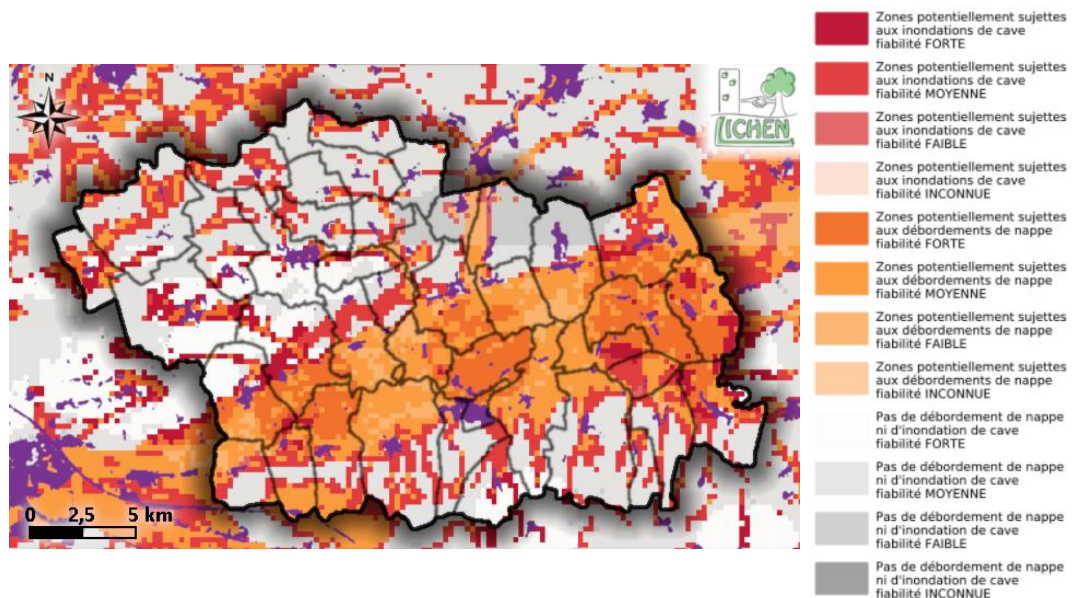 Zones potentiellement sujettes
aux inondations de cave
fiabilité FORTE
Zones potentiellement sujettes
aux inondations de cave
fiabilité MOYENNE
Zones potentiellement sujettes
aux inondations de cave
fiabilité FAIBLE
Zones potentiellement sujettes
aux inondations de cave
fiabilité INCONNUE
Zones potentiellement sujettes
aux débordements de nappe
fiabilité FORTE
Zones potentiellement sujettes
aux débordements de nappe
fiabilité MOYENNE
Zones potentiellement sujettes
aux débordements de nappe
fiabilité FAIBLE
Zones potentiellement sujettes
aux débordements de nappe
fiabilité INCONNUE
Pas de débordement de nappe
ni d'inondation de cave
fiabilité FORTE
Pas de débordement de nappe
ni d'inondation de cave
fiabilité MOYENNE
Pas de débordement de nappe
ni d'inondation de cave
fiabilité FAIBLE
Pas de débordement de nappe
ni d'inondation de cave
fiabilité INCONNUE
N
LICHEN
0 2,5 5 km